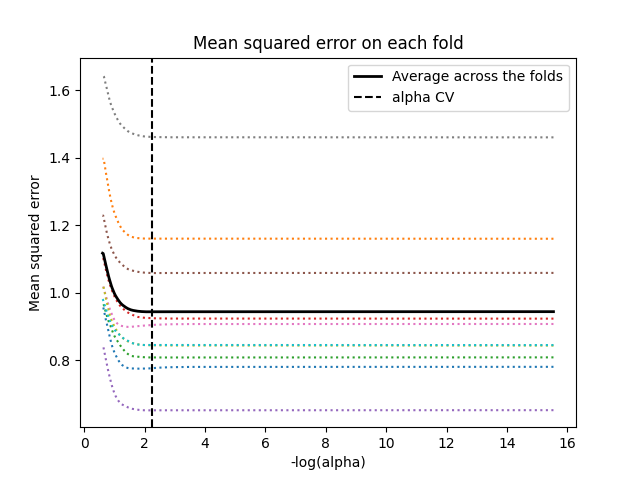 Mean squared error on each fold
Average across the folds
alpha CV
Mean squared error
1.6
1.4
1.2
1.0
0.8
0 2 4 6 8 10 12 14 16
-log(alpha)